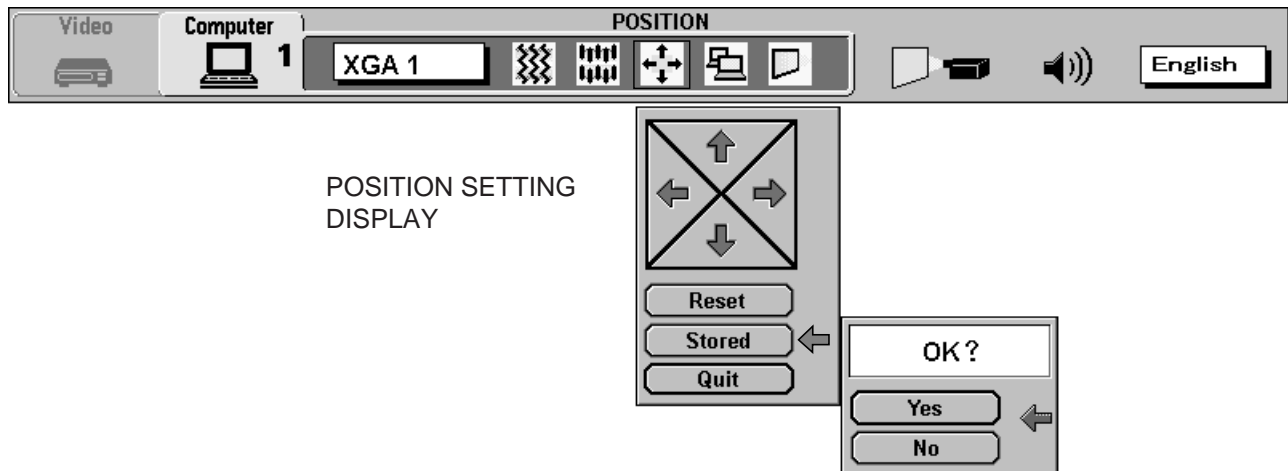 Video
Computer
1
POSITION
XGA 1
English
POSITION SETTING
DISPLAY
Reset
Stored
Quit
OK?
Yes
No